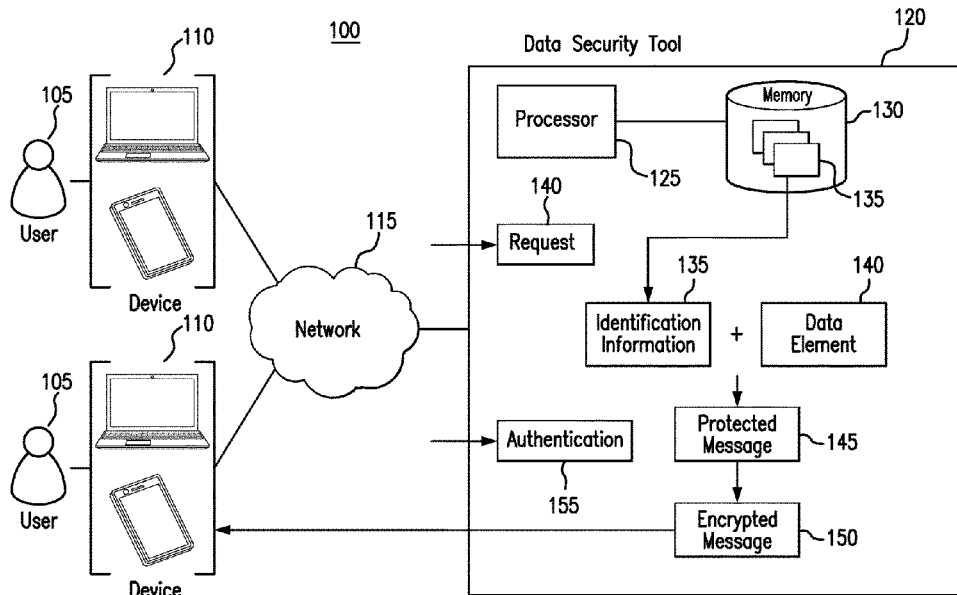 100
Data Security Tool
120
110
105
User
Device
Processor
125
Memory
130
135
140
Request
115
Network
135
Identification
Information
+
140
Data
Element
110
105
User
Device
Authentication
155
Protected
Message
145
Encrypted
Message
150